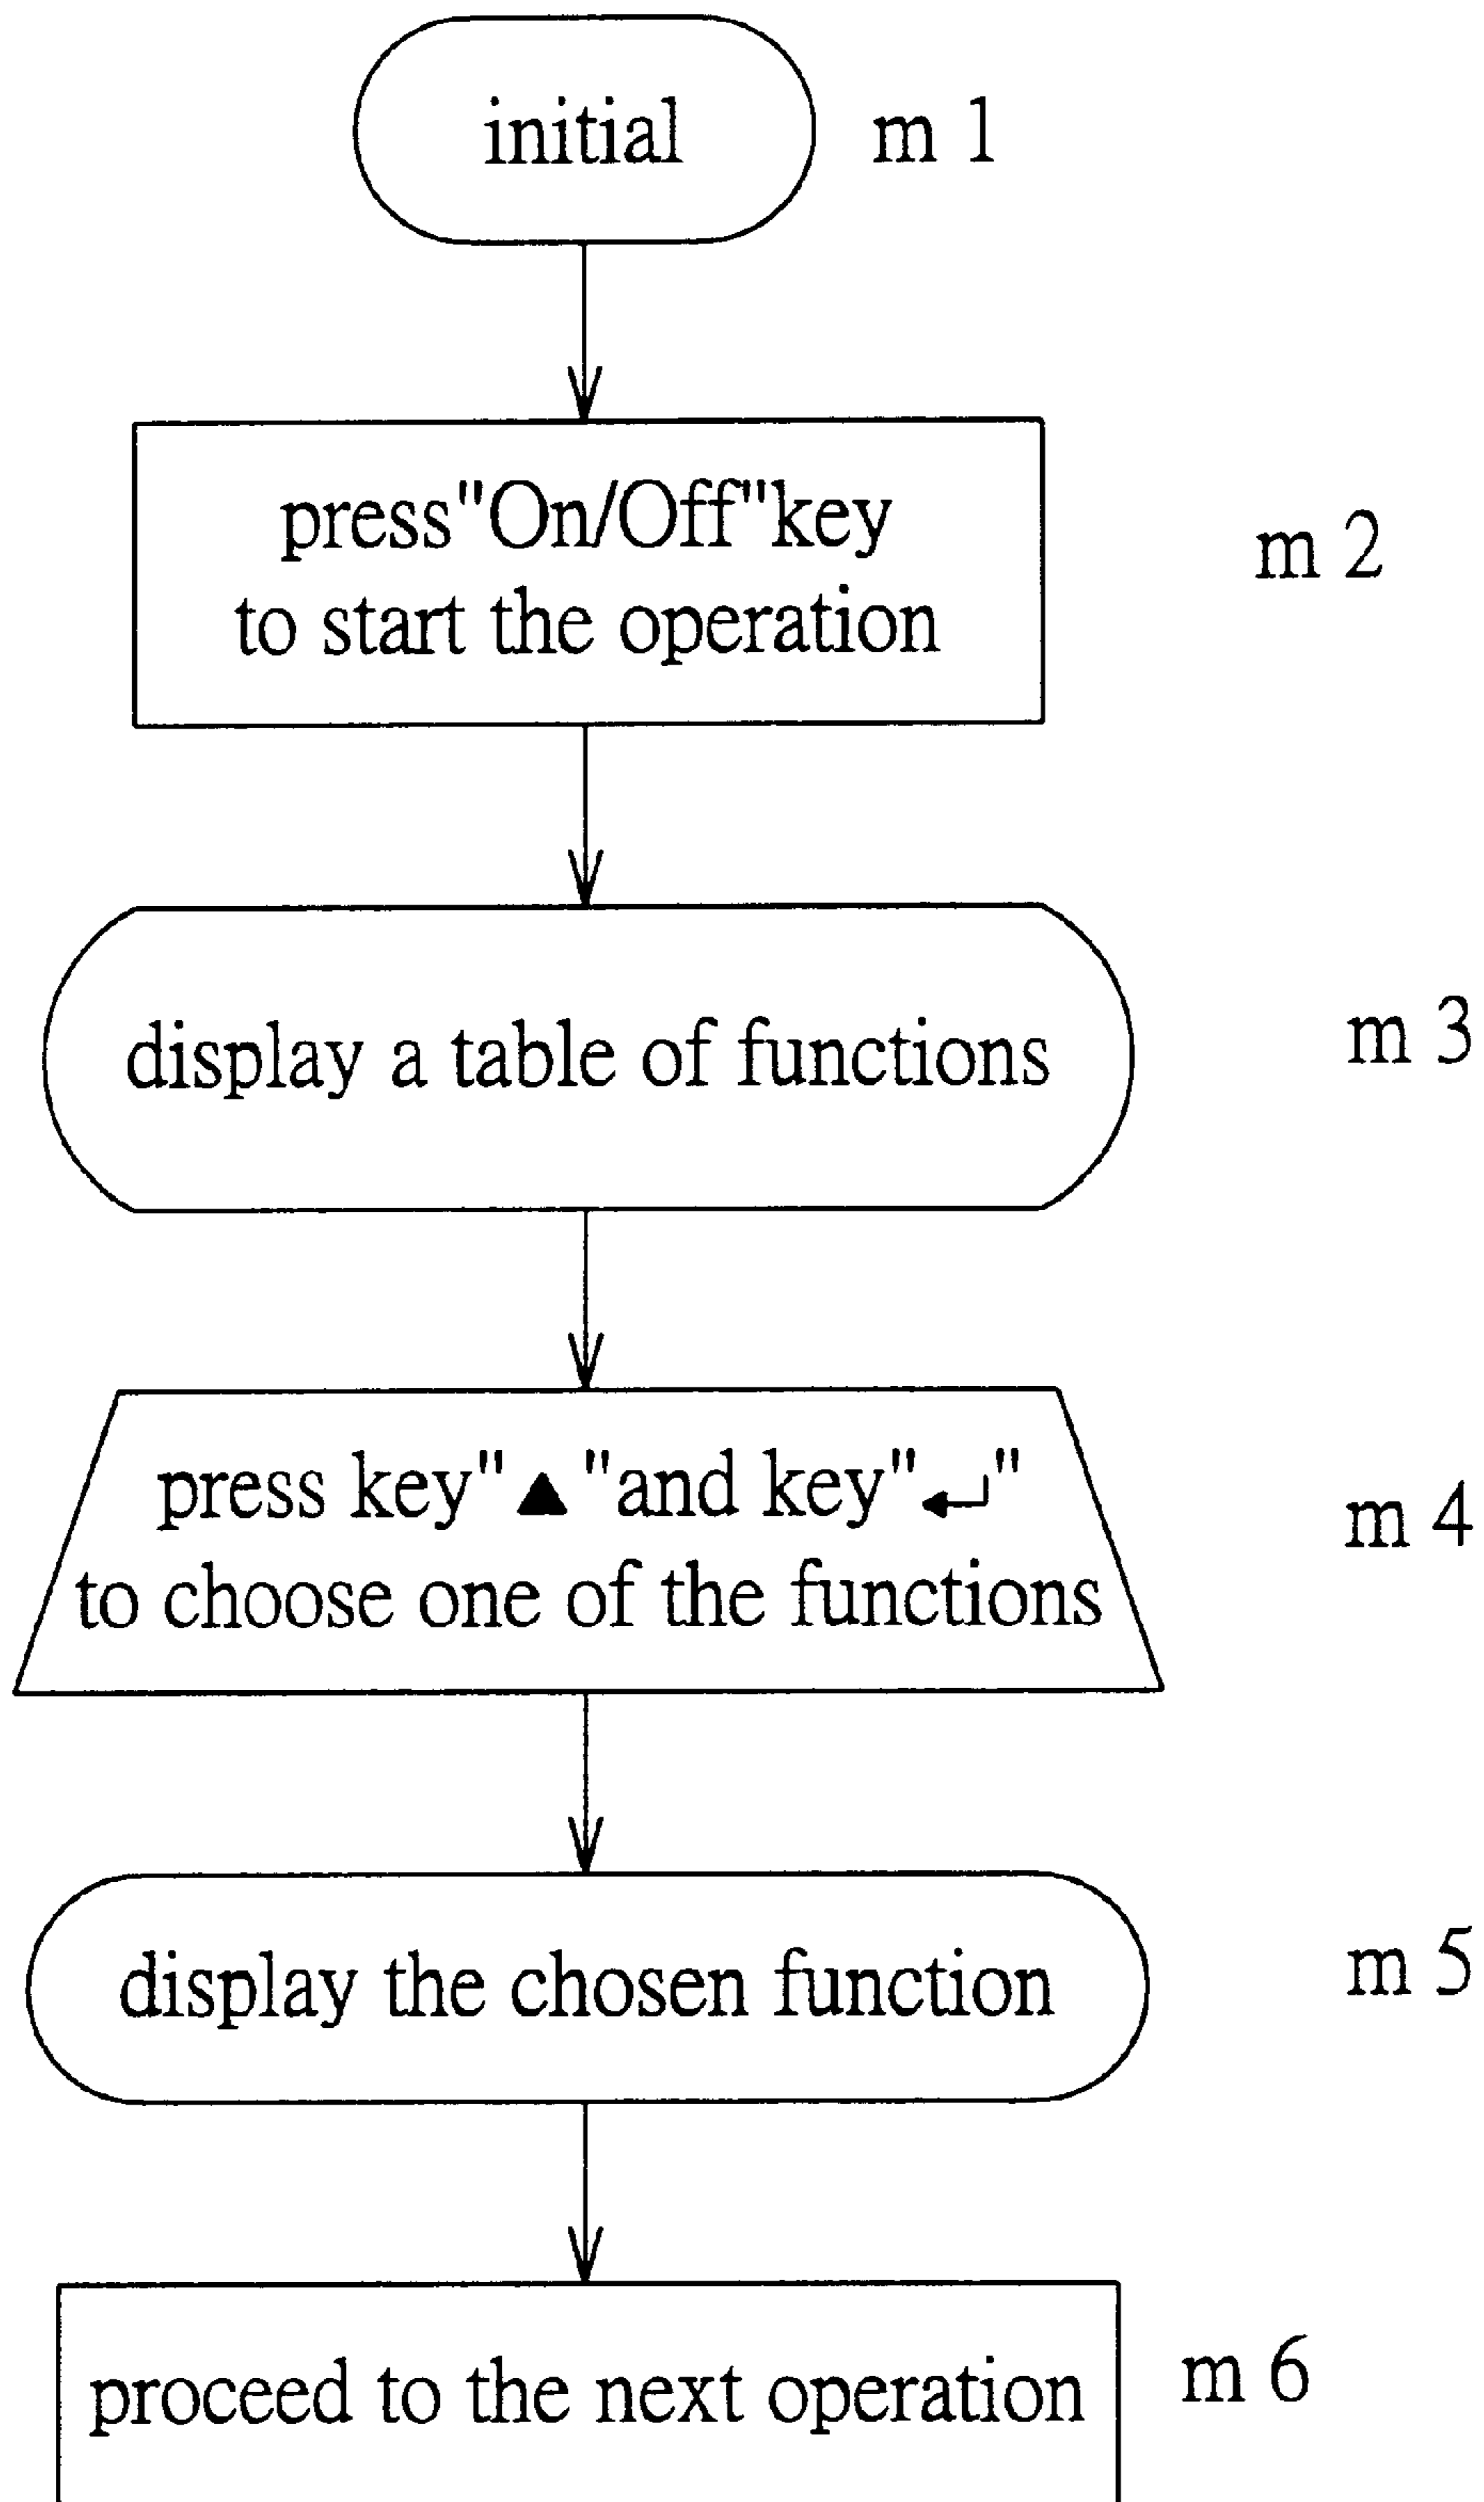 initial m 1
press"On/Off"key
to start the operation
m 2
display a table of functions m 3
press key"▲"and key"↵"
to choose one of the functions
m 4
display the chosen function m 5
proceed to the next operation m 6